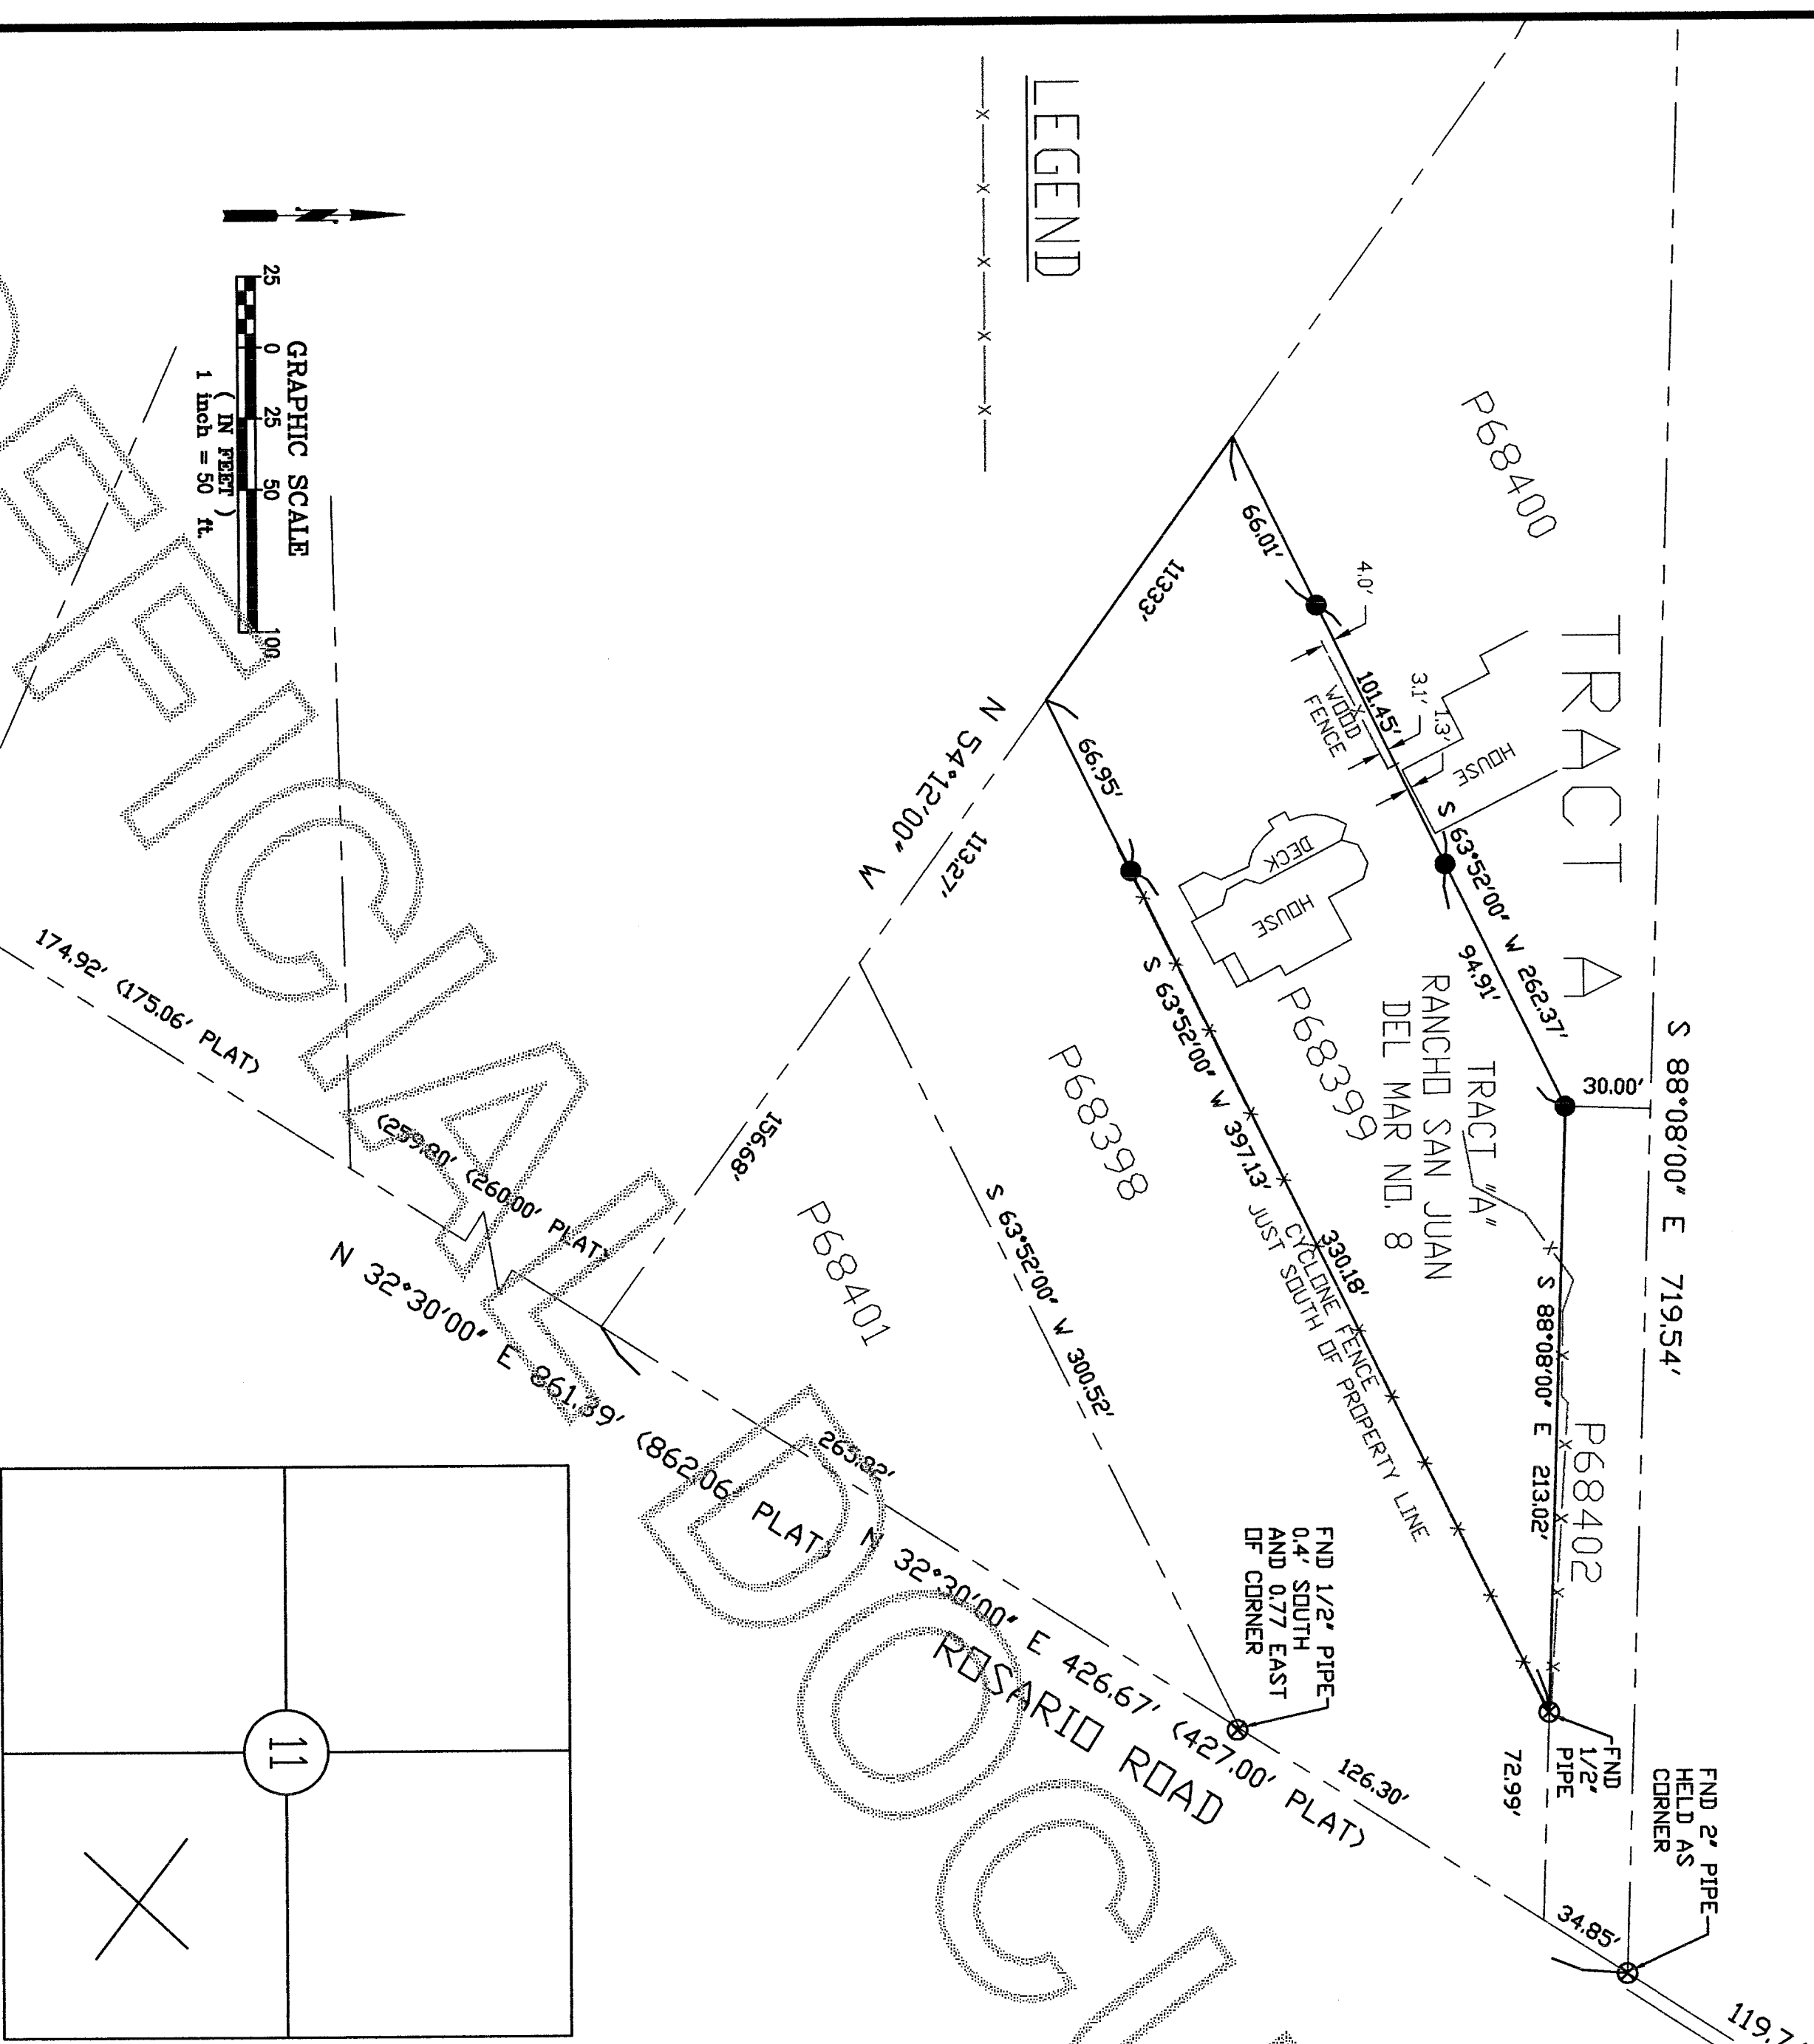 LEGEND
GRAPHIC SCALE
25 0 25 50 100
( IN FEET )
1 inch = 50 ft.
S 88°08'00" E 719.54'
TRACT A
P68400
66.01'
4.0'
3.1'
1.3'
101.45'
WOOD
FENCE
HOUSE
S 63°52'00" W 262.37'
94.91'
30.00'
TRACT "A"
RANCHO SAN JUAN
DEL MAR NO. 8
P68402
S 88°08'00" E 213.02'
FND 2" PIPE
HELD AS
CORNER
FND
1/2"
PIPE
72.99'
34.85'
DECK
HOUSE
P68399
113.33'
66.95'
S 63°52'00" W 397.13'
330.18'
CYCLONE FENCE
JUST SOUTH OF PROPERTY LINE
P68398
N 54°12'00" W
113.27'
S 63°52'00" W 300.52'
FND 1/2" PIPE
0.4' SOUTH
AND 0.77 EAST
OF CORNER
156.68'
P68401
126.30'
265.82'
N 32°30'00" E 426.67' (427.00' PLAT)
ROSARIO ROAD
N 32°30'00" E 861.39' (862.06' PLAT)
(259.80' (260.00' PLAT)
174.92' (175.06' PLAT)
11